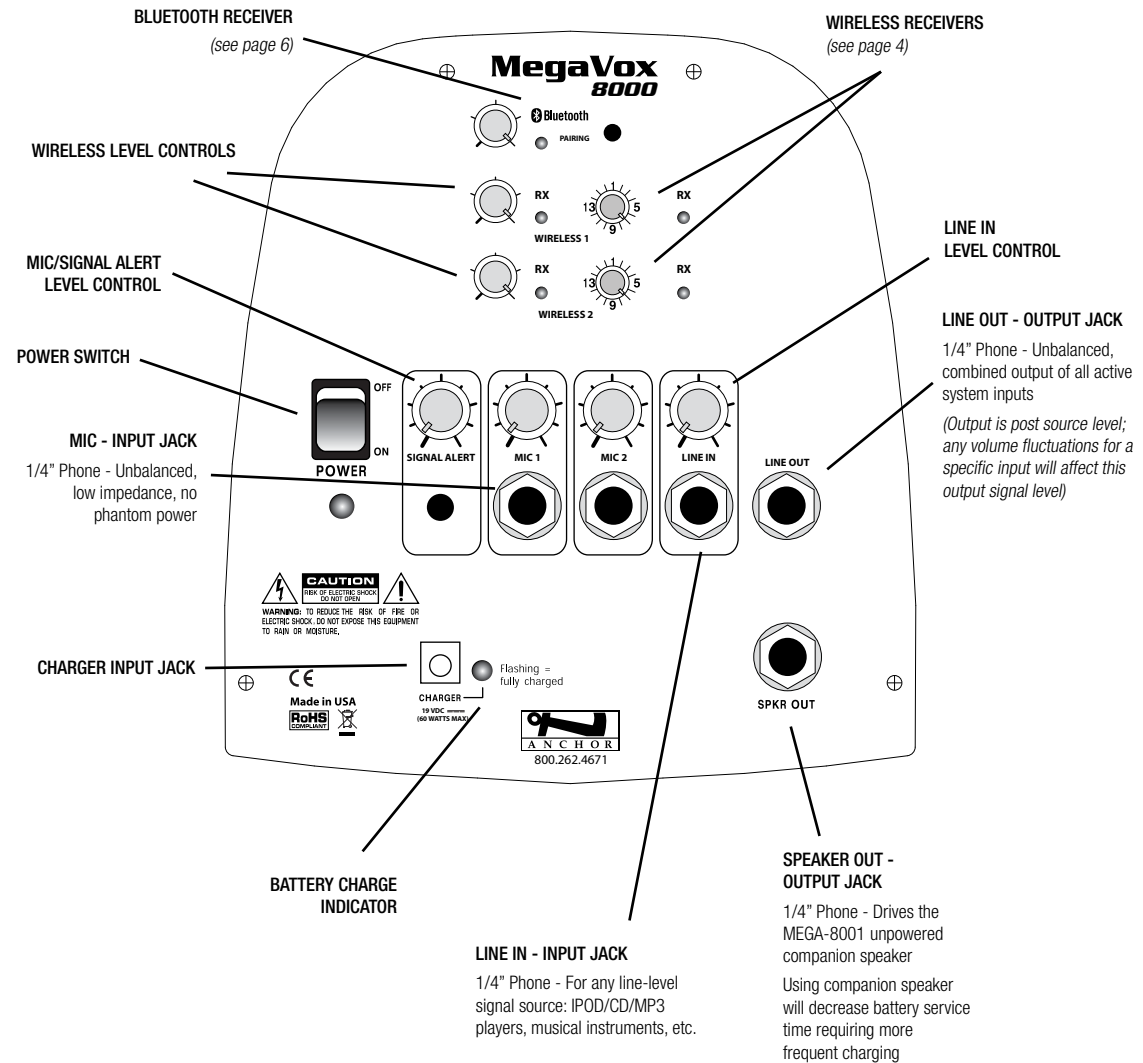 BLUETOOTH RECEIVER
(see page 6)
WIRELESS RECEIVERS
(see page 4)
MegaVox
8000
Bluetooth
PAIRING
WIRELESS LEVEL CONTROLS
RX
1
13 5
9
RX
WIRELESS 1
RX
1
13 5
9
RX
WIRELESS 2
MIC/SIGNAL ALERT
LEVEL CONTROL
LINE IN
LEVEL CONTROL
POWER SWITCH
OFF
ON
POWER
SIGNAL ALERT
MIC 1
MIC 2
LINE IN
LINE OUT
LINE OUT - OUTPUT JACK
1/4” Phone - Unbalanced,
combined output of all active
system inputs
(Output is post source level;
any volume fluctuations for a
specific input will affect this
output signal level)
MIC - INPUT JACK
1/4” Phone - Unbalanced,
low impedance, no
phantom power
CAUTION
RISK OF ELECTRIC SHOCK
DO NOT OPEN
WARNING: TO REDUCE THE RISK OF FIRE OR
ELECTRIC SHOCK. DO NOT EXPOSE THIS EQUIPMENT
TO RAIN OR MOISTURE.
CHARGER INPUT JACK
CE
Made in USA
RoHS
COMPLIANT
Flashing =
fully charged
CHARGER
19 VDC
(60 WATTS MAX)
ANCHOR
800.262.4671
SPKR OUT
BATTERY CHARGE
INDICATOR
LINE IN - INPUT JACK
1/4” Phone - For any line-level
signal source: IPOD/CD/MP3
players, musical instruments, etc.
SPEAKER OUT -
OUTPUT JACK
1/4” Phone - Drives the
MEGA-8001 unpowered
companion speaker
Using companion speaker
will decrease battery service
time requiring more
frequent charging